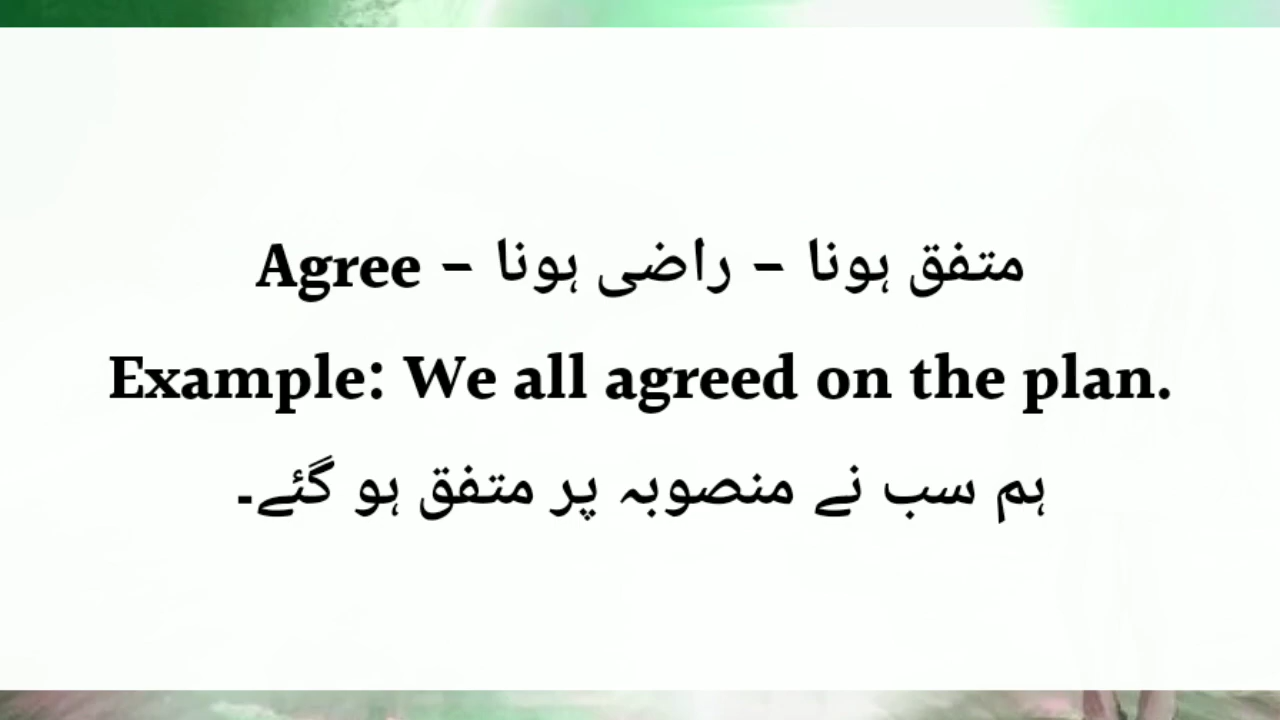 Agree – راضی ہونا – متفق ہونا
Example: We all agreed on the plan.
ہم سب نے منصوبہ پر متفق ہو گئے۔